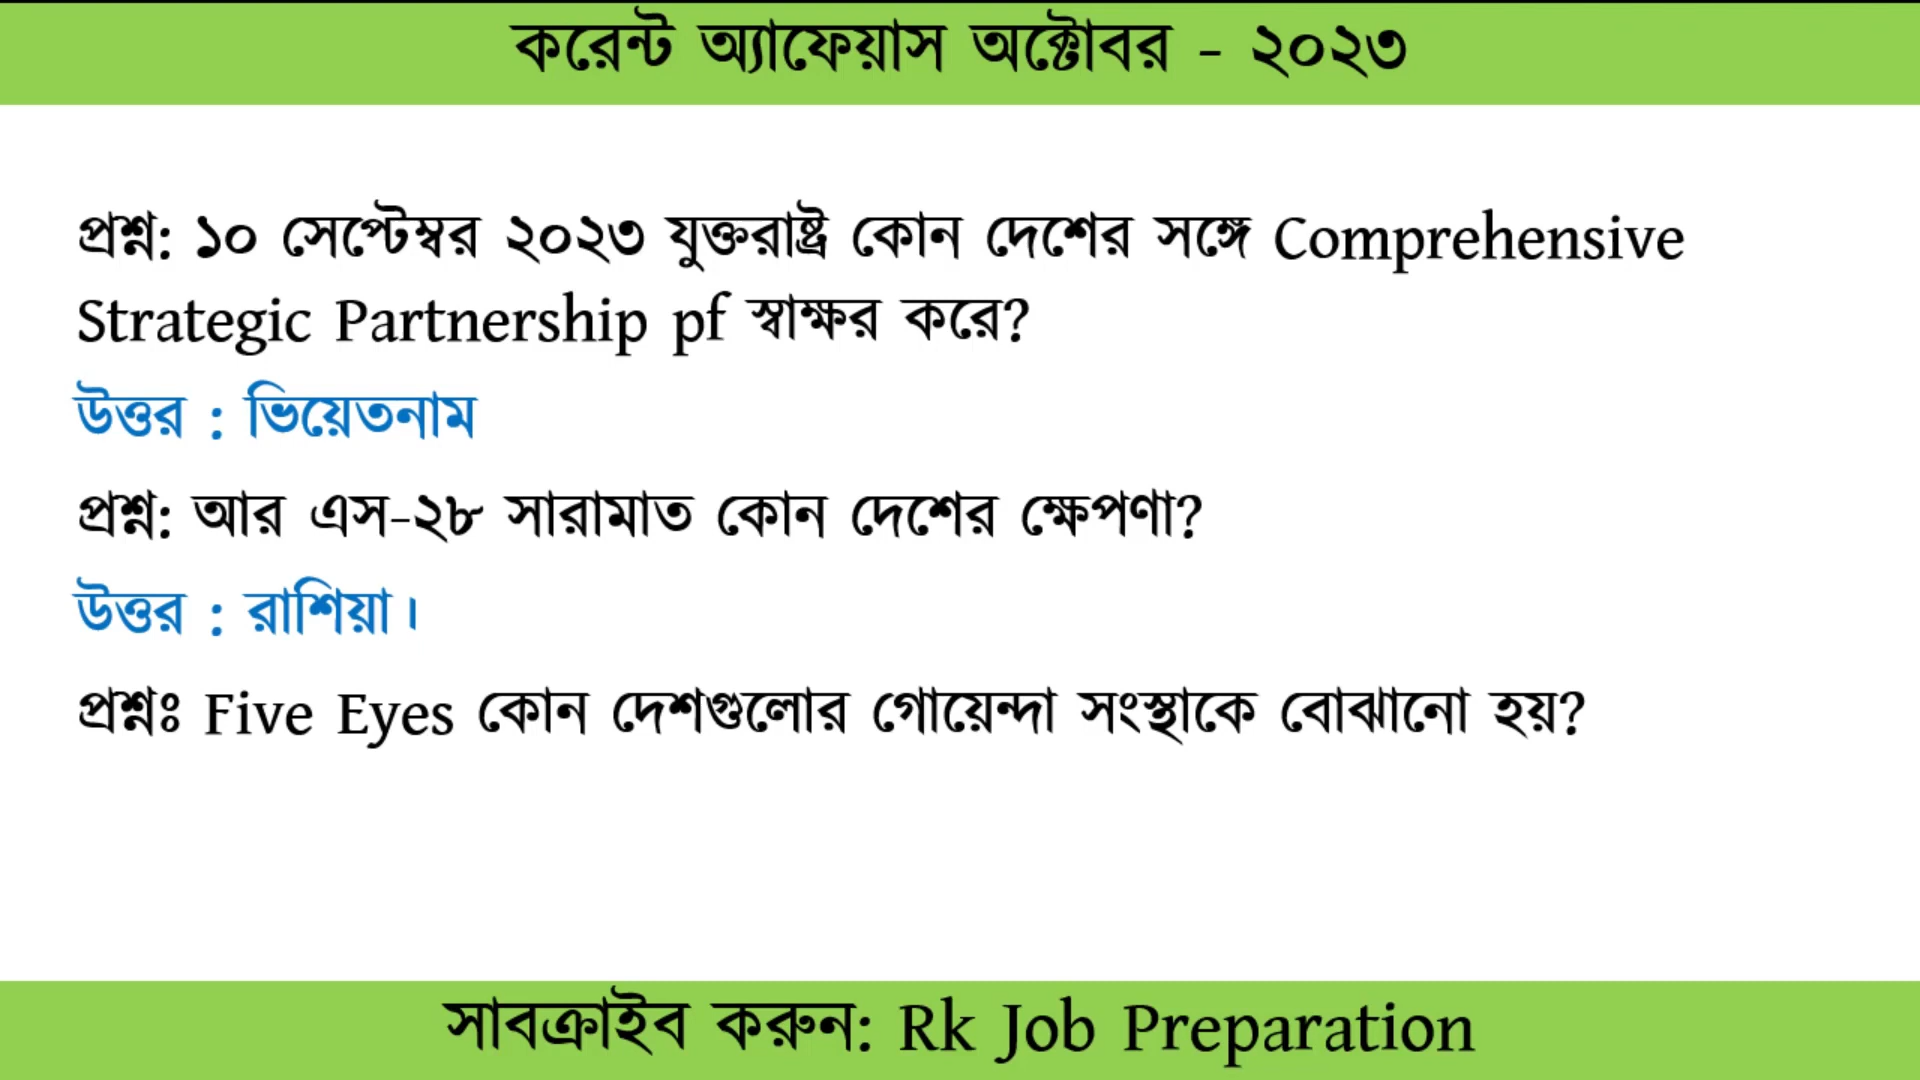 করেন্ট অ্যাফেয়াস অক্টোবর - ২০২৩
প্রশ্ন: ১০ সেপ্টেম্বর ২০২৩ যুক্তরাষ্ট্র কোন দেশের সঙ্গে Comprehensive
Strategic Partnership pf স্বাক্ষর করে?
উত্তর : ভিয়েতনাম
প্রশ্ন: আর এস-২৮ সারামাত কোন দেশের ক্ষেপণা?
উত্তর : রাশিয়া।
প্রশ্নঃ Five Eyes কোন দেশগুলোর গোয়েন্দা সংস্থাকে বোঝানো হয়?
সাবক্রাইব করুন: Rk Job Preparation